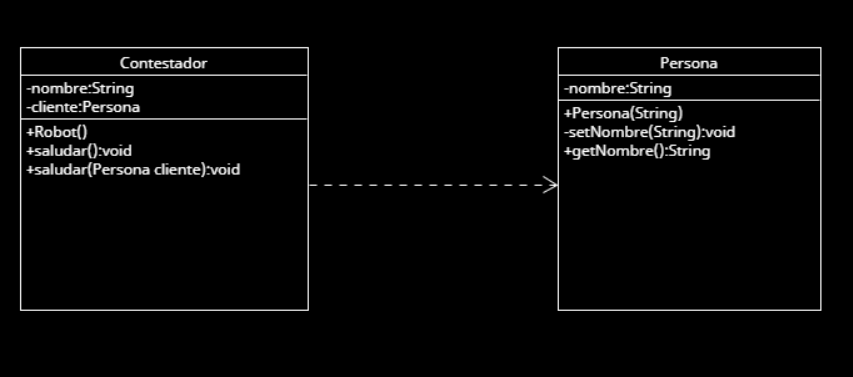 Contestador
-nombre:String
-cliente:Persona
+Robot()
+saludar():void
+saludar(Persona cliente):void
Persona
-nombre:String
+Persona(String)
-setNombre(String):void
+getNombre():String